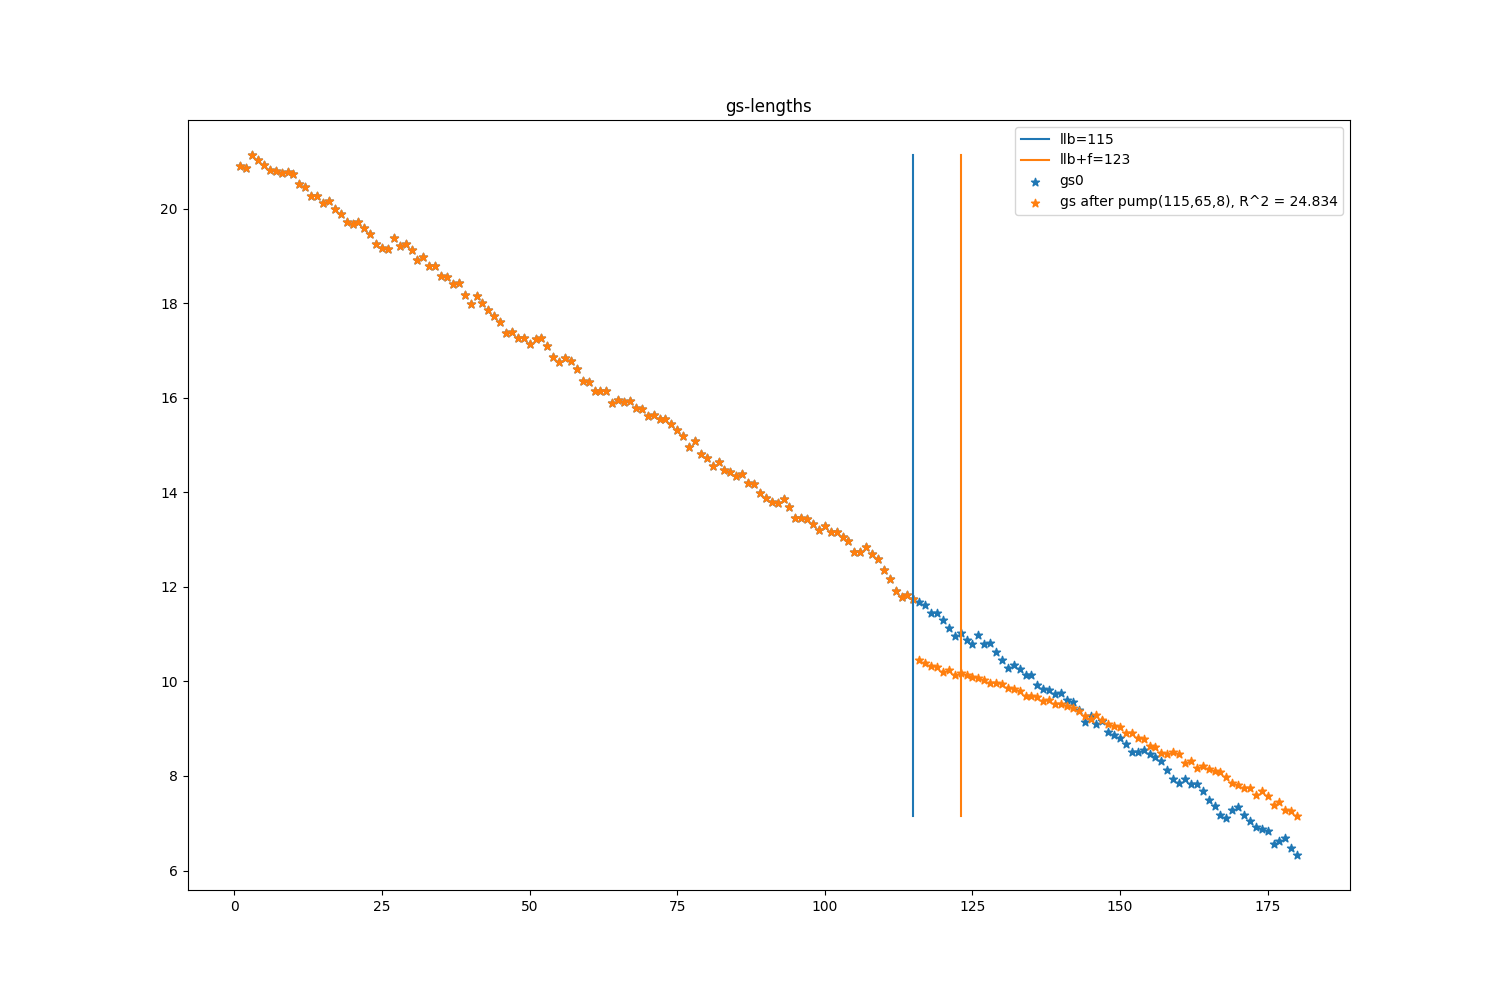 gs-lengths
llb=115
llb+f=123
gs0
gs after pump(115,65,8), R^2 = 24.834
20
18
16
14
12
10
8
6
0 25 50 75 100 125 150 175